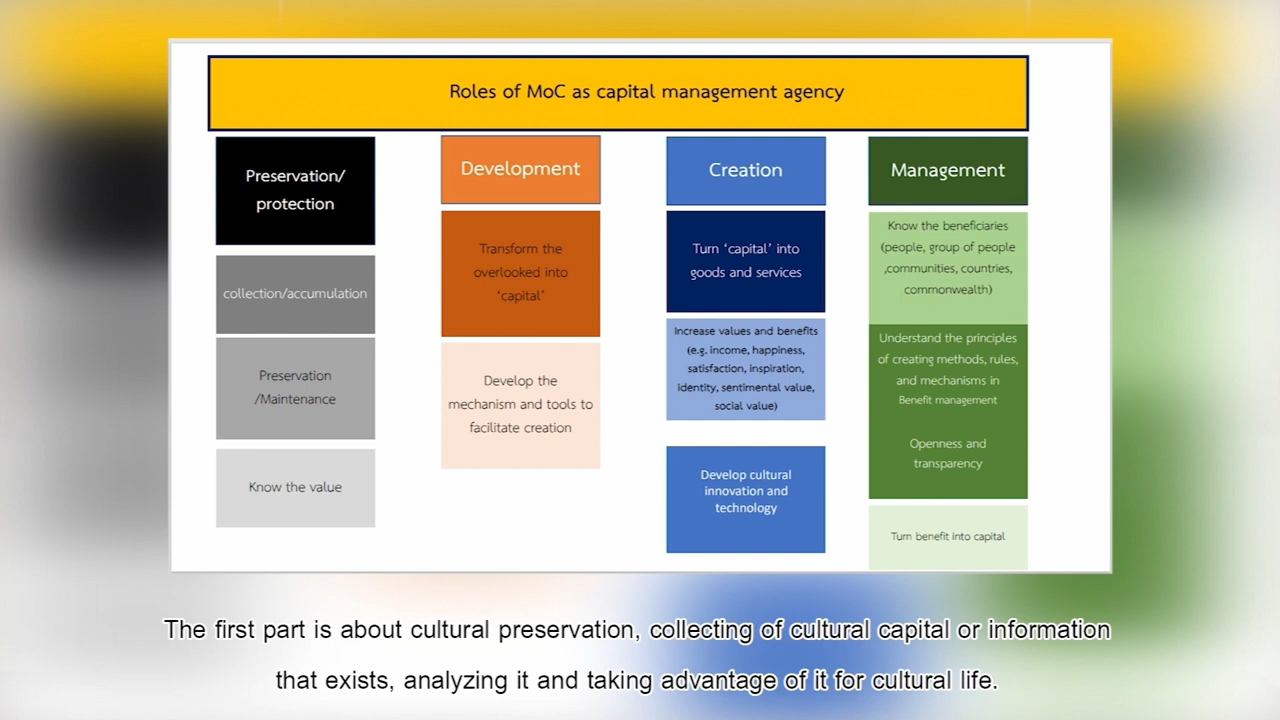 Roles of MoC as capital management agency
Preservation/
protection
collection/accumulation
Preservation
/Maintenance
Know the value
Development
Transform the
overlooked into
‘capital’
Develop the
mechanism and tools to
facilitate creation
Creation
Turn ‘capital’ into
goods and services
Increase values and benefits
(e.g. income, happiness,
satisfaction, inspiration,
identity, sentimental value,
social value)
Develop cultural
innovation and
technology
Management
Know the beneficiaries
(people, group of people
,communities, countries,
commonwealth)
Understand the principles
of creating methods, rules,
and mechanisms in
Benefit management
Openness and
transparency
Turn benefit into capital
The first part is about cultural preservation, collecting of cultural capital or information
that exists, analyzing it and taking advantage of it for cultural life.